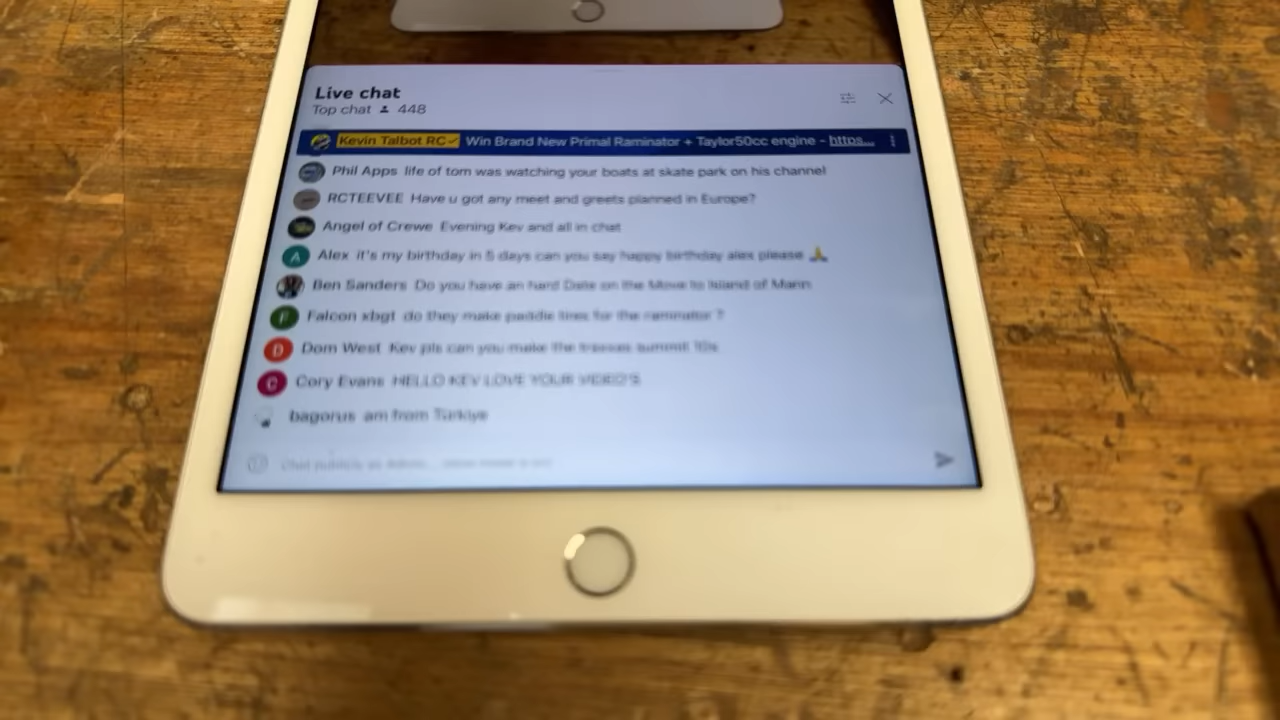 Live chat
Top chat 448
Kevin Talbot RC Win Brand New Primal Raminator + Taylor50cc engine - https...
Phil Apps life of tom was watching your boats at skate park on his channel
RCTEEVEE Have u got any meet and greets planned in Europe?
Angel of Crewe Evening Kev and all in chat
A Alex it's my birthday in 5 days can you say happy birthday alex please 🙏
Ben Sanders Do you have an hard Date on the Move to Island of Mann
F Falcon xbgt do they make paddle tires for the raminator ?
D Dom West Kev pls can you make the traxxas summit
C Cory Evans HELLO KEV LOVE YOUR VIDEO'S
bagorus am from Türkiye